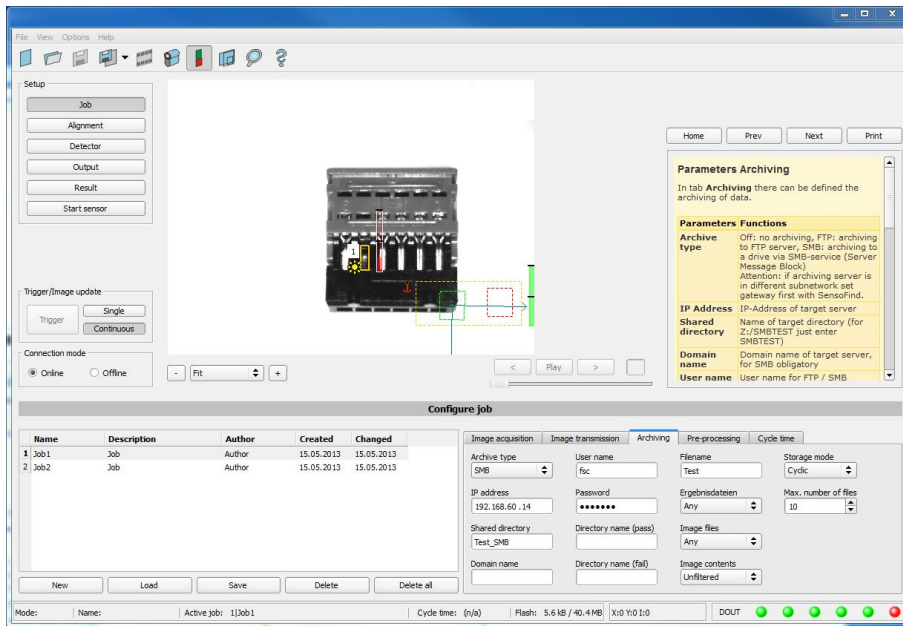 File View Options Help
Setup
Job
Alignment
Detector
Output
Result
Start sensor
Trigger/Image update
Trigger
Single
Continuous
Connection mode
Online Offline
1
- Fit +
< Play >
Home Prev Next Print
Parameters Archiving
In tab Archiving there can be defined the
archiving of data.
Parameters Functions
Archive type Off: no archiving, FTP: archiving
to FTP server, SMB: archiving to
a drive via SMB-service (Server
Message Block)
Attention: if archiving server is
in different subnetwork set
gateway first with SensoFind.
IP Address IP-Address of target server
Shared directory Name of target directory (for
Z:/SMBTEST just enter
SMBTEST)
Domain name Domain name of target server,
for SMB obligatory
User name User name for FTP / SMB
Configure job
Name Description Author Created Changed
1 Job1 Job Author 15.05.2013 15.05.2013
2 Job2 Job Author 15.05.2013 15.05.2013
New Load Save Delete Delete all
Image acquisition Image transmission Archiving Pre-processing Cycle time
Archive type User name Filename Storage mode
SMB fsc Test Cyclic
IP address Password Ergebnisdateien Max. number of files
192.168.60 .14 ●●●●●●● Any 10
Shared directory Directory name (pass) Image files
Test_SMB Any
Domain name Directory name (fail) Image contents
Unfiltered
Mode: Name: Active job: 1|Job1 Cycle time: (n/a) Flash: 5.6 kB / 40.4 MB X:0 Y:0 I:0 DOUT